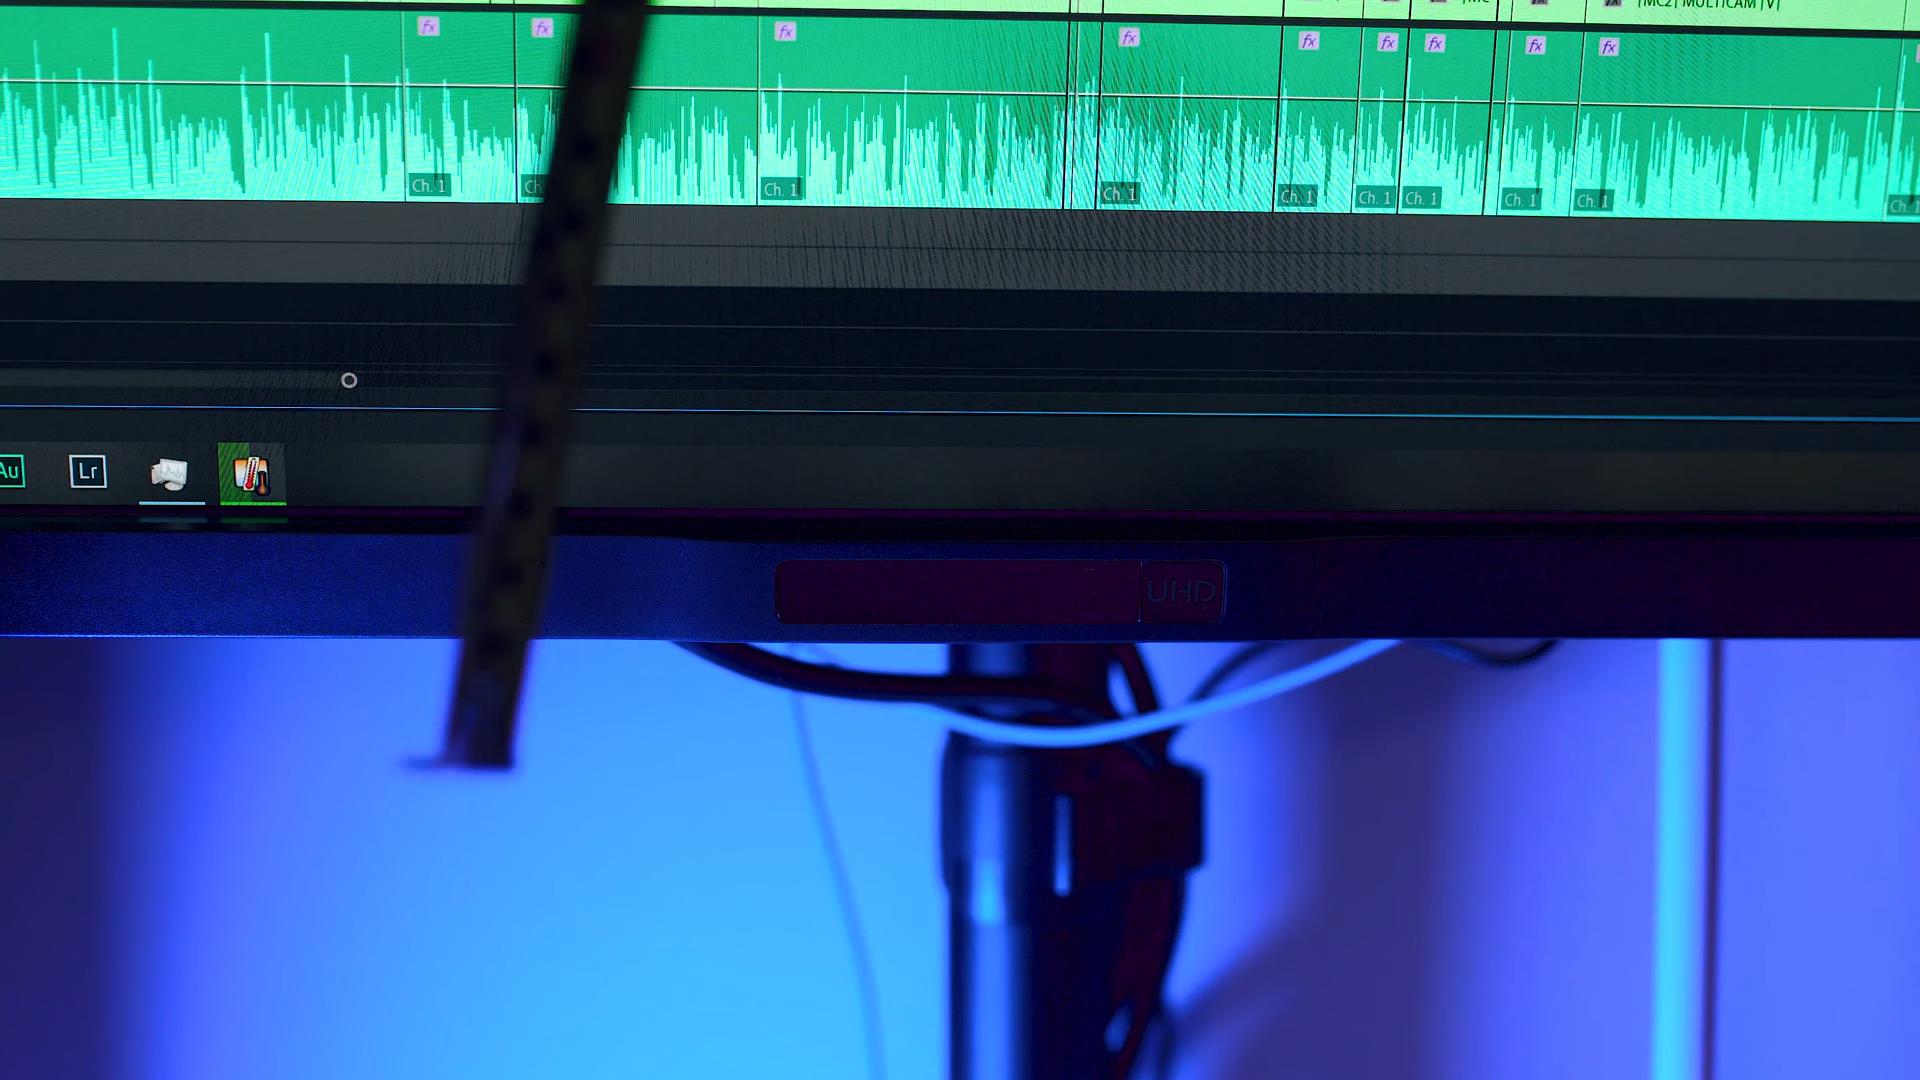 [MC2] MULTICAM [V]
fx fx fx fx fx fx fx fx fx
Ch. 1 Ch. 1 Ch. 1 Ch. 1 Ch. 1 Ch. 1 Ch. 1 Ch. 1
Au Lr
UHD